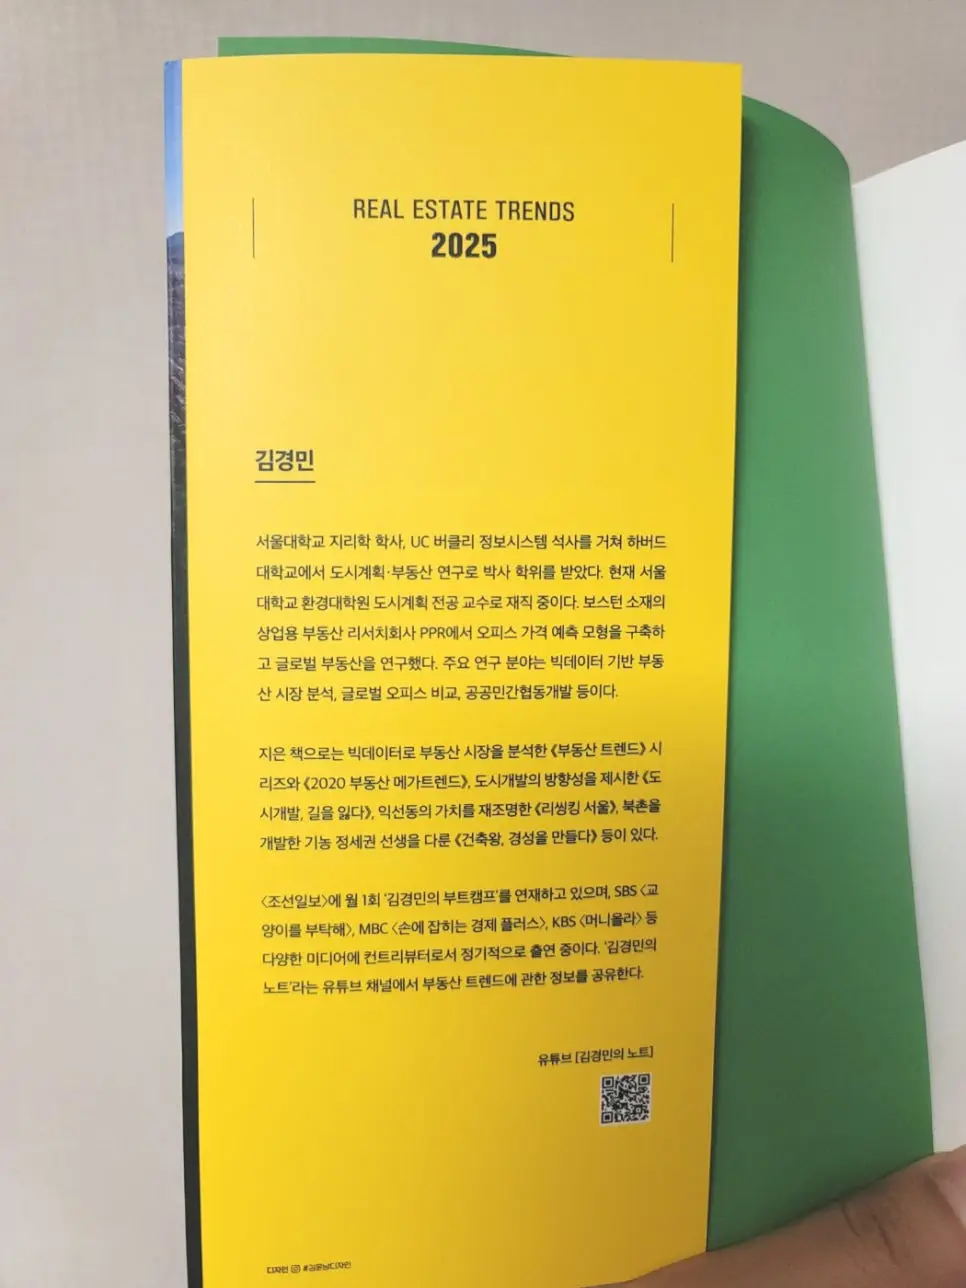 REAL ESTATE TRENDS
2025
김경민
서울대학교 지리학 학사, UC 버클리 정보시스템 석사를 거쳐 하버드
대학교에서 도시계획·부동산 연구로 박사 학위를 받았다. 현재 서울
대학교 환경대학원 도시계획 전공 교수로 재직 중이다. 보스턴 소재의
상업용 부동산 리서치회사 PPR에서 오피스 가격 예측 모형을 구축하
고 글로벌 부동산을 연구했다. 주요 연구 분야는 빅데이터 기반 부동
산 시장 분석, 글로벌 오피스 비교, 공공민간협동개발 등이다.
지은 책으로는 빅데이터로 부동산 시장을 분석한 《부동산 트렌드》 시
리즈와 《2020 부동산 메가트렌드》, 도시개발의 방향성을 제시한 《도
시개발, 길을 잃다》, 익선동의 가치를 재조명한 《리씽킹 서울》, 북촌을
개발한 기농 정세권 선생을 다룬 《건축왕, 경성을 만들다》 등이 있다.
〈조선일보〉에 월 1회 '김경민의 부트캠프'를 연재하고 있으며, SBS 〈교
양이를 부탁해〉, MBC 〈손에 잡히는 경제 플러스〉, KBS 〈머니올라〉 등
다양한 미디어에 컨트리뷰터로서 정기적으로 출연 중이다. '김경민의
노트'라는 유튜브 채널에서 부동산 트렌드에 관한 정보를 공유한다.
유튜브 [김경민의 노트]
디자인 #김윤남디자인